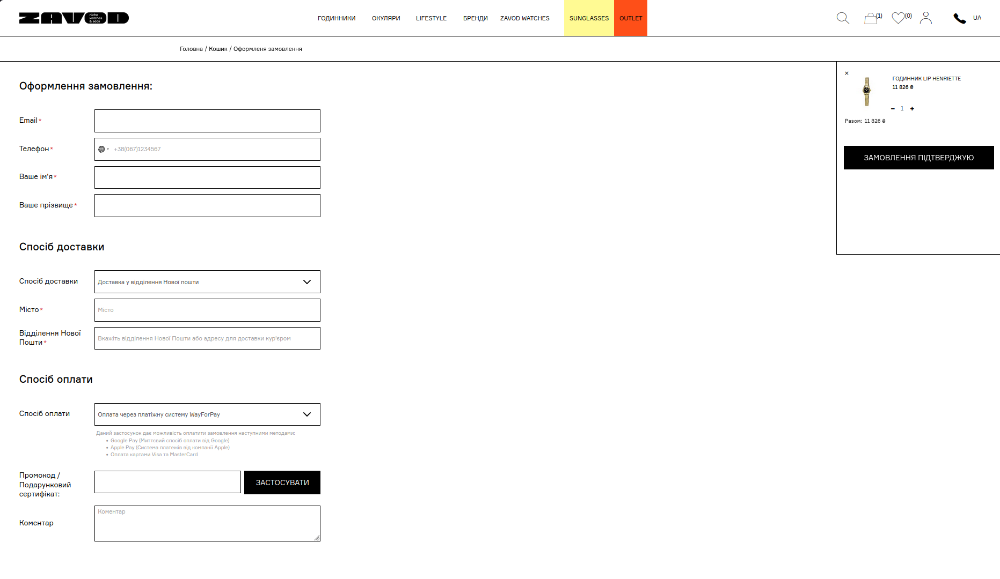 ZAVOD niche watches & accs
ГОДИННИКИ ОКУЛЯРИ LIFESTYLE БРЕНДИ ZAVOD WATCHES SUNGLASSES OUTLET (1) (0) UA
Головна / Кошик / Оформленя замовлення
Оформлення замовлення:
Email *
Телефон * +38(067)1234567
Ваше ім'я *
Ваше прізвище *
Спосіб доставки
Спосіб доставки Доставка у відділення Нової пошти
Місто * Місто
Відділення Нової
Пошти * Вкажіть відділення Нової Пошти або адресу для доставки кур'єром
Спосіб оплати
Спосіб оплати Оплата через платіжну систему WayForPay
Даний застосунок дає можливість оплатити замовлення наступними методами:
• Google Pay (Миттєвий спосіб оплати від Google)
• Apple Pay (Система платежів від компанії Apple)
• Оплата картами Visa та MasterCard
Промокод /
Подарунковий
сертифікат:
ЗАСТОСУВАТИ
Коментар Коментар
×
ГОДИННИК LIP HENRIETTE
11 826 ₴
− 1 +
Разом: 11 826 ₴
ЗАМОВЛЕННЯ ПІДТВЕРДЖУЮ